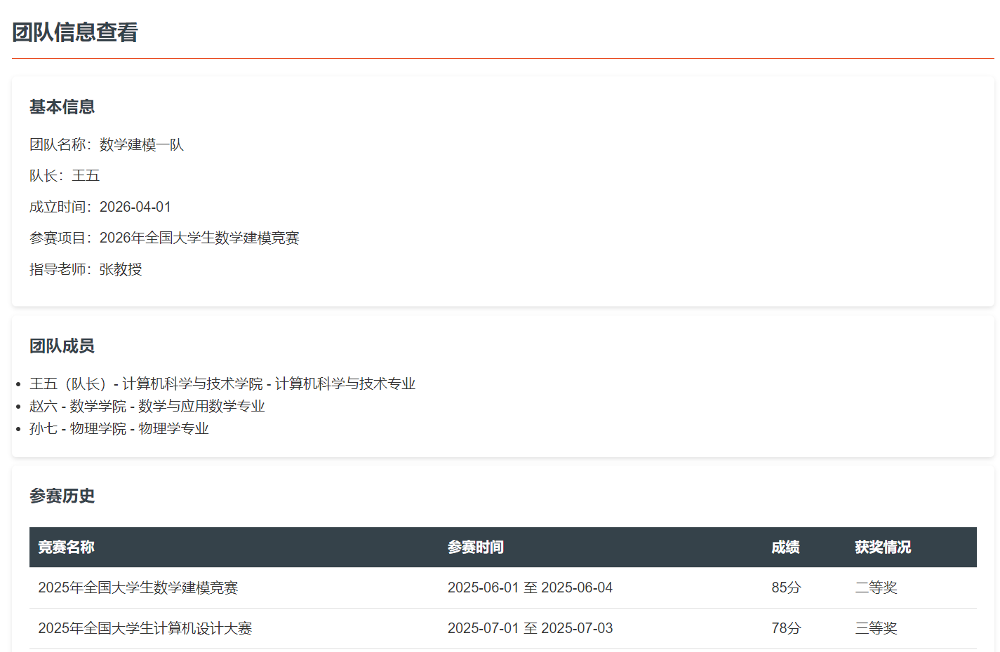 团队信息查看
基本信息
团队名称：数学建模一队
队长：王五
成立时间：2026-04-01
参赛项目：2026年全国大学生数学建模竞赛
指导老师：张教授
团队成员
王五（队长）- 计算机科学与技术学院 - 计算机科学与技术专业
赵六 - 数学学院 - 数学与应用数学专业
孙七 - 物理学院 - 物理学专业
参赛历史
竞赛名称 参赛时间 成绩 获奖情况
2025年全国大学生数学建模竞赛 2025-06-01 至 2025-06-04 85分 二等奖
2025年全国大学生计算机设计大赛 2025-07-01 至 2025-07-03 78分 三等奖